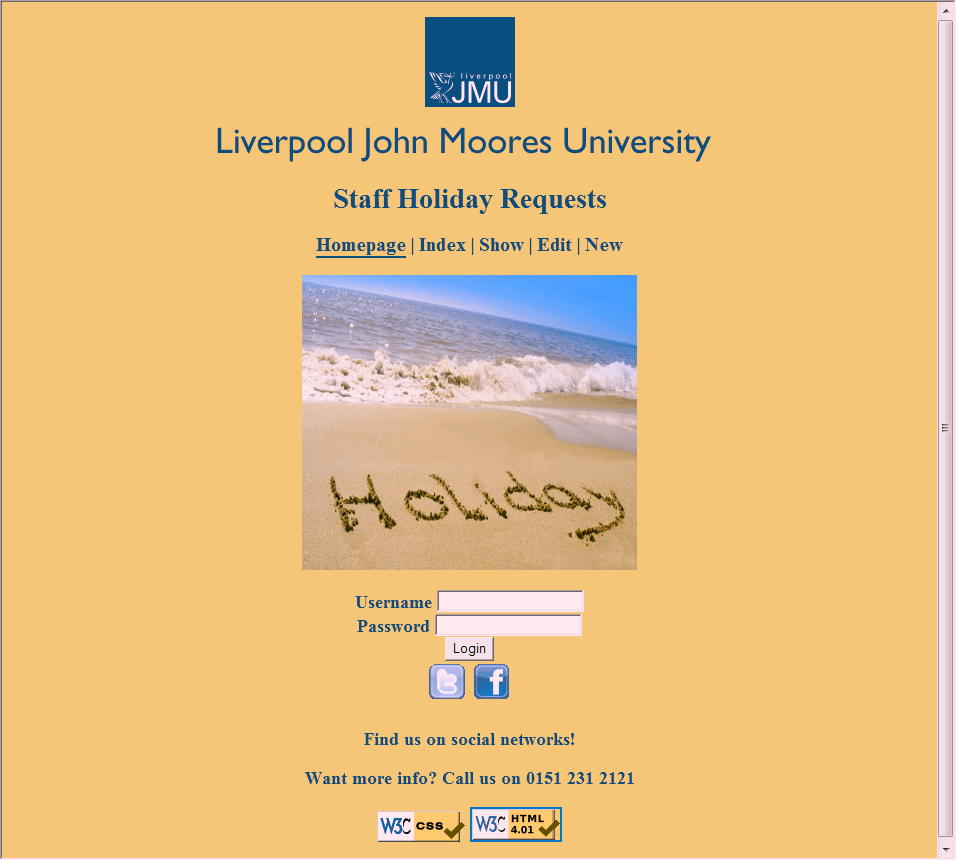 liverpool
JMU
Liverpool John Moores University
Staff Holiday Requests
Homepage | Index | Show | Edit | New
Holiday
Username
Password
Login
t f
Find us on social networks!
Want more info? Call us on 0151 231 2121
W3C CSS W3C HTML 4.01